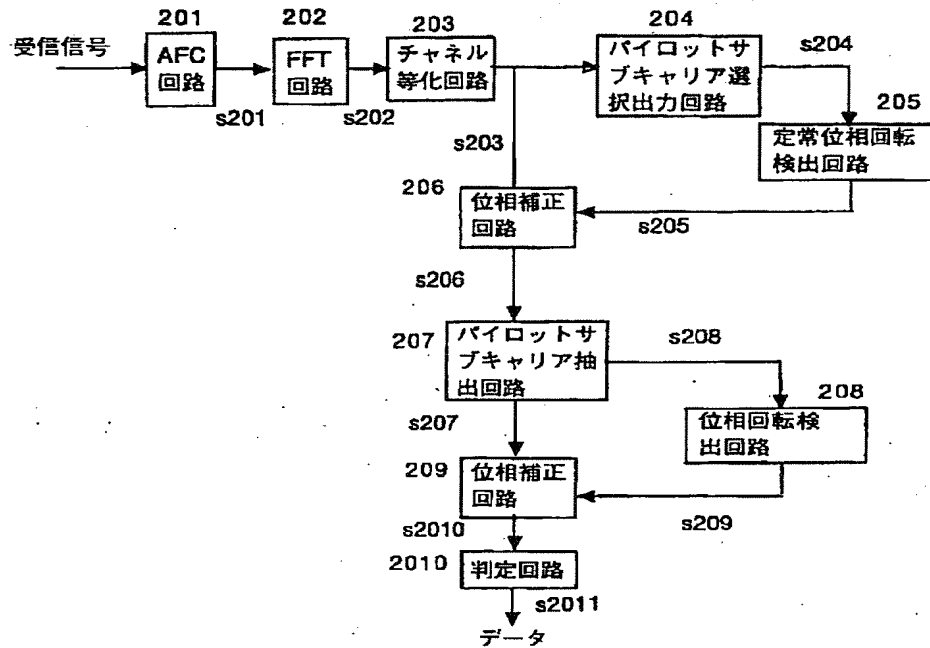 201
202
203
204
受信信号
AFC
回路
FFT
回路
チャネル
等化回路
パイロットサ
ブキャリア選
択出力回路
s204
s201
s202
205
定常位相回転
検出回路
s203
206
位相補正
回路
s205
s206
207
パイロットサ
ブキャリア抽
出回路
s208
208
位相回転検
出回路
s207
209
位相補正
回路
s209
s2010
2010
判定回路
s2011
データ